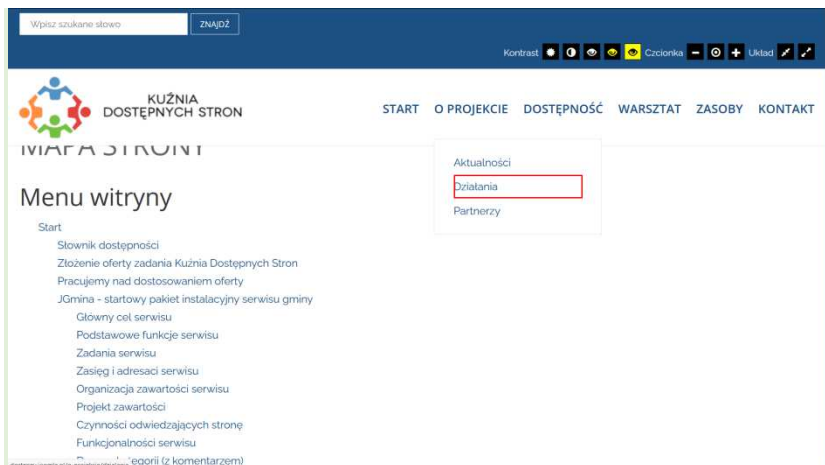 Wpisz szukane słowo ZNAJDŹ
Kontrast Czcionka Układ
KUŹNIA
DOSTĘPNYCH STRON
START O PROJEKCIE DOSTĘPNOŚĆ WARSZTAT ZASOBY KONTAKT
MAPA STRONY
Aktualności
Działania
Partnerzy
Menu witryny
Start
Słownik dostępności
Złożenie oferty zadania Kuźnia Dostępnych Stron
Pracujemy nad dostosowaniem oferty
JGmina - startowy pakiet instalacyjny serwisu gminy
Główny cel serwisu
Podstawowe funkcje serwisu
Zadania serwisu
Zasięg i adresaci serwisu
Organizacja zawartości serwisu
Projekt zawartości
Czynności odwiedzających stronę
Funkcjonalności serwisu
(z komentarzem)